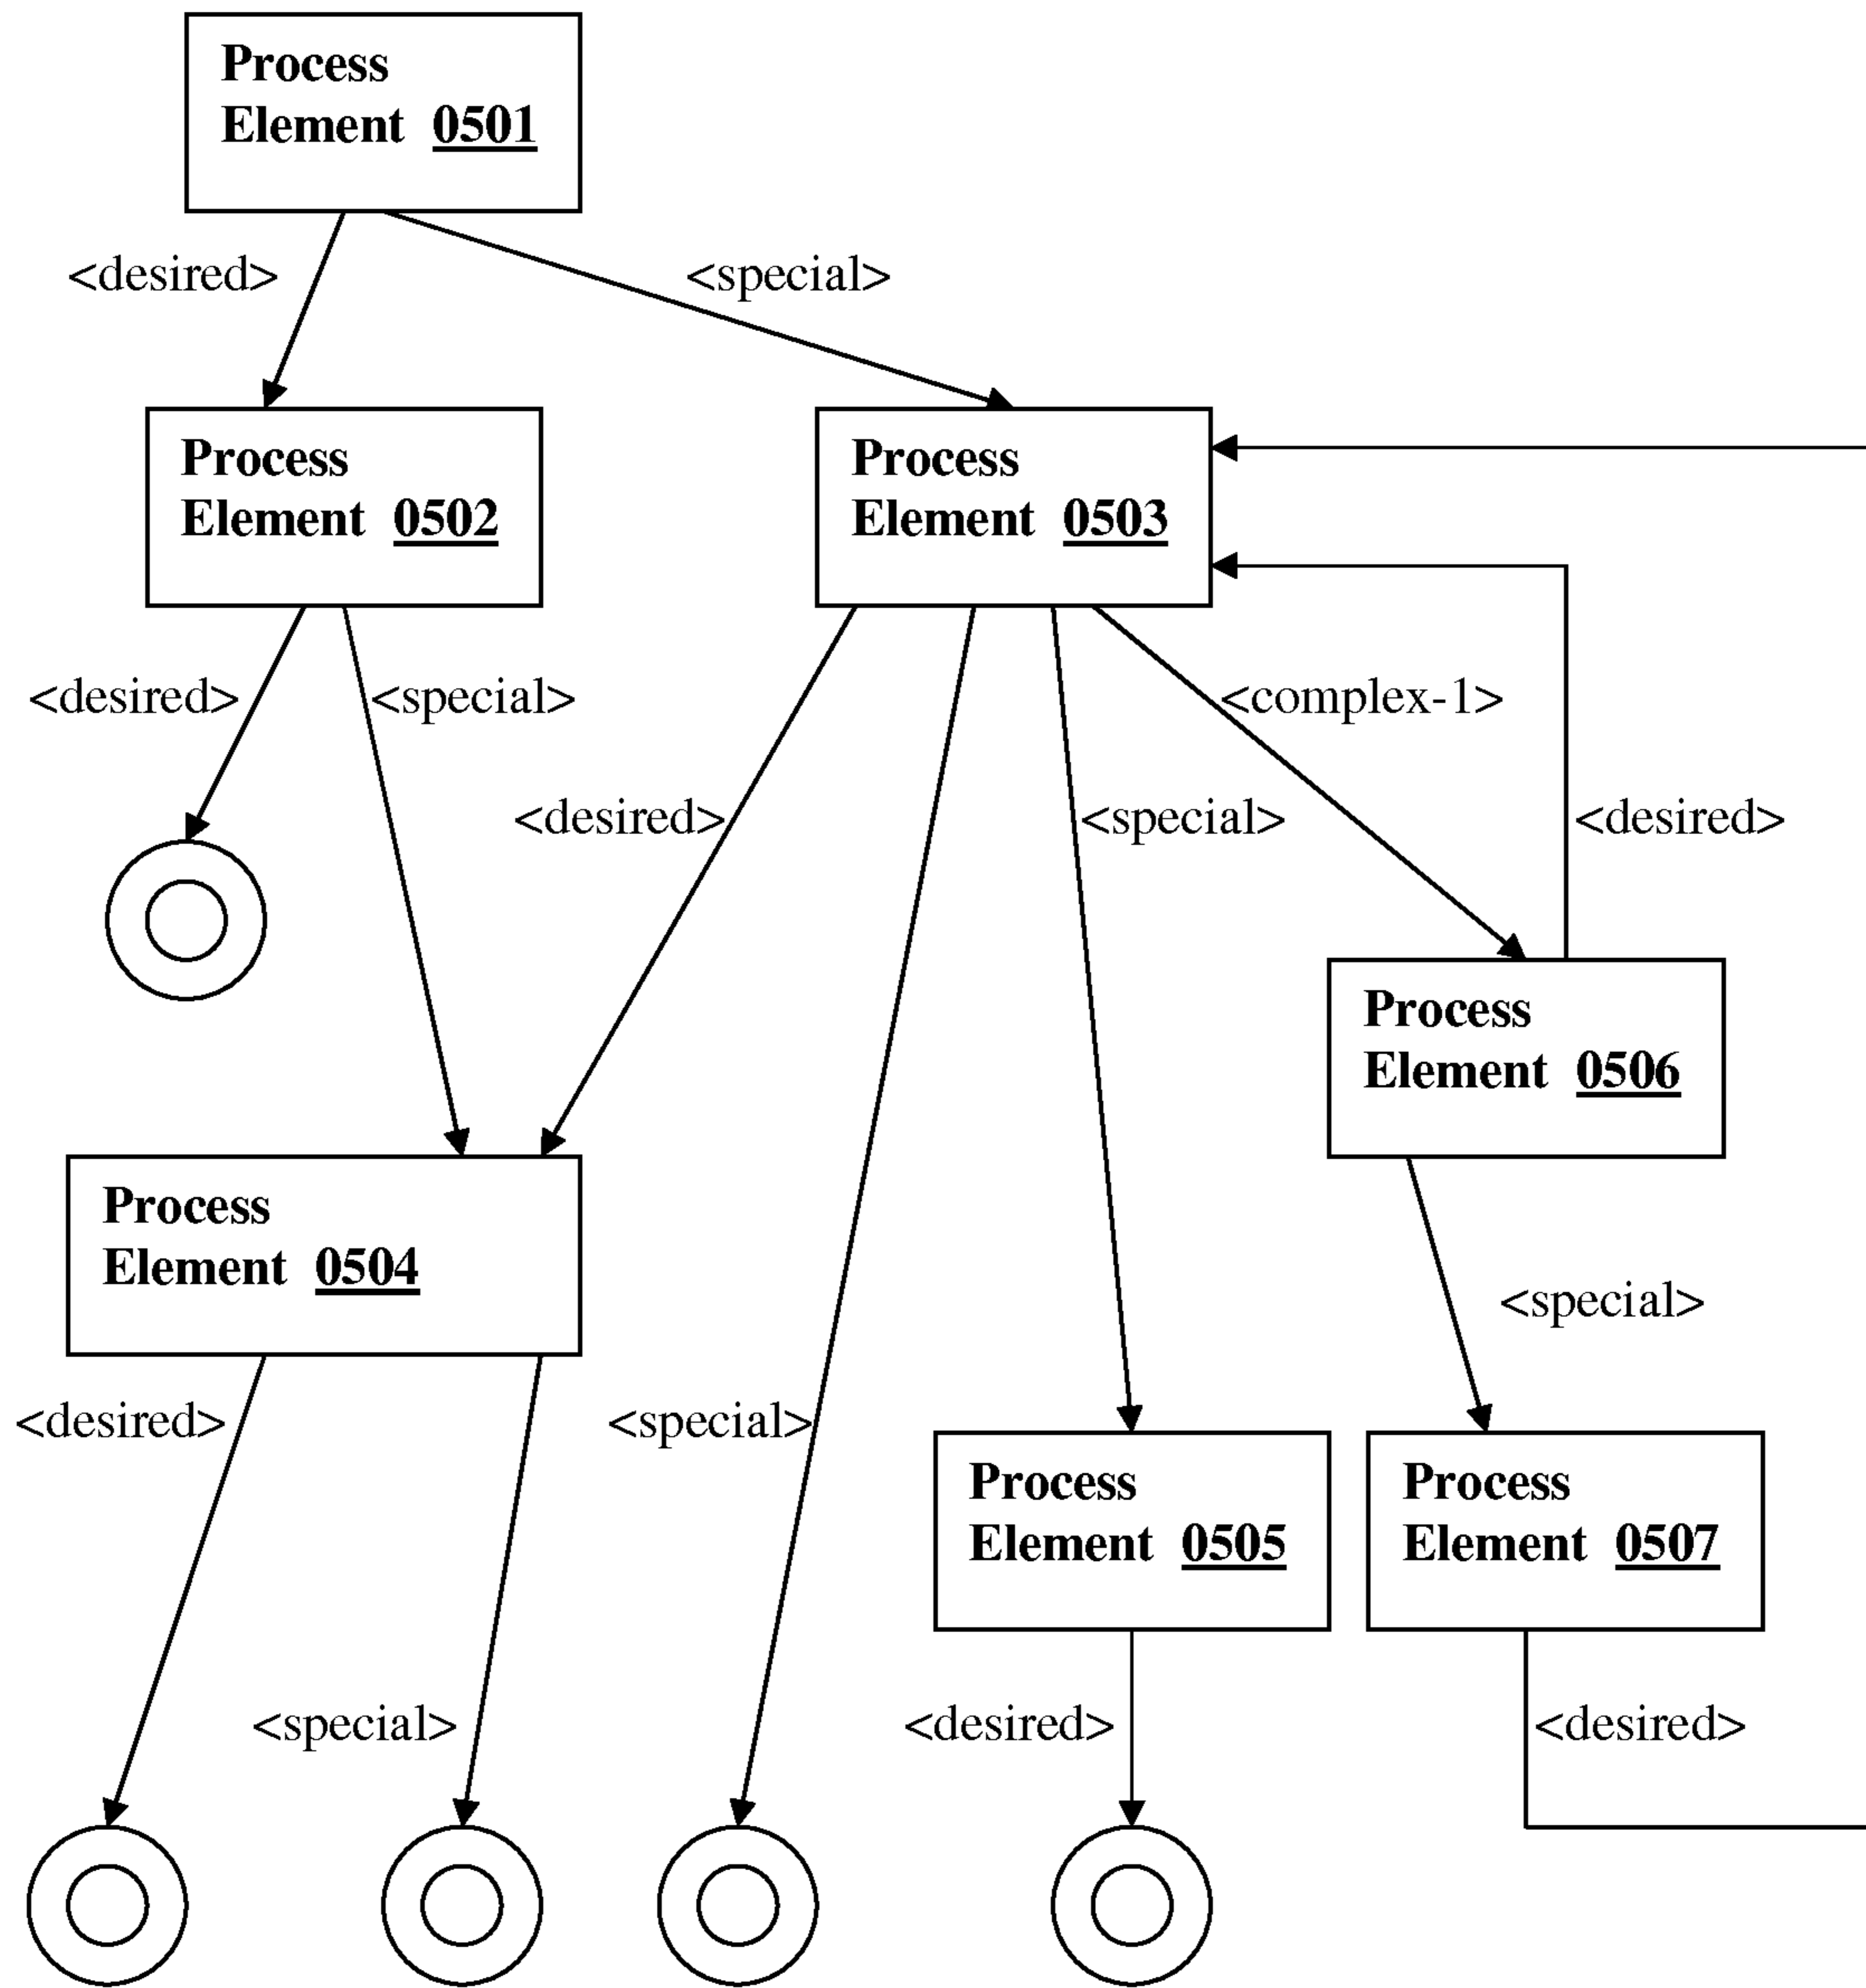 Process
Element 0501
<desired>
<special>
Process
Element 0502
Process
Element 0503
<desired>
<special>
<complex-1>
<desired>
<special>
<desired>
Process
Element 0506
Process
Element 0504
<special>
<desired>
<special>
Process
Element 0505
Process
Element 0507
<special>
<desired>
<desired>